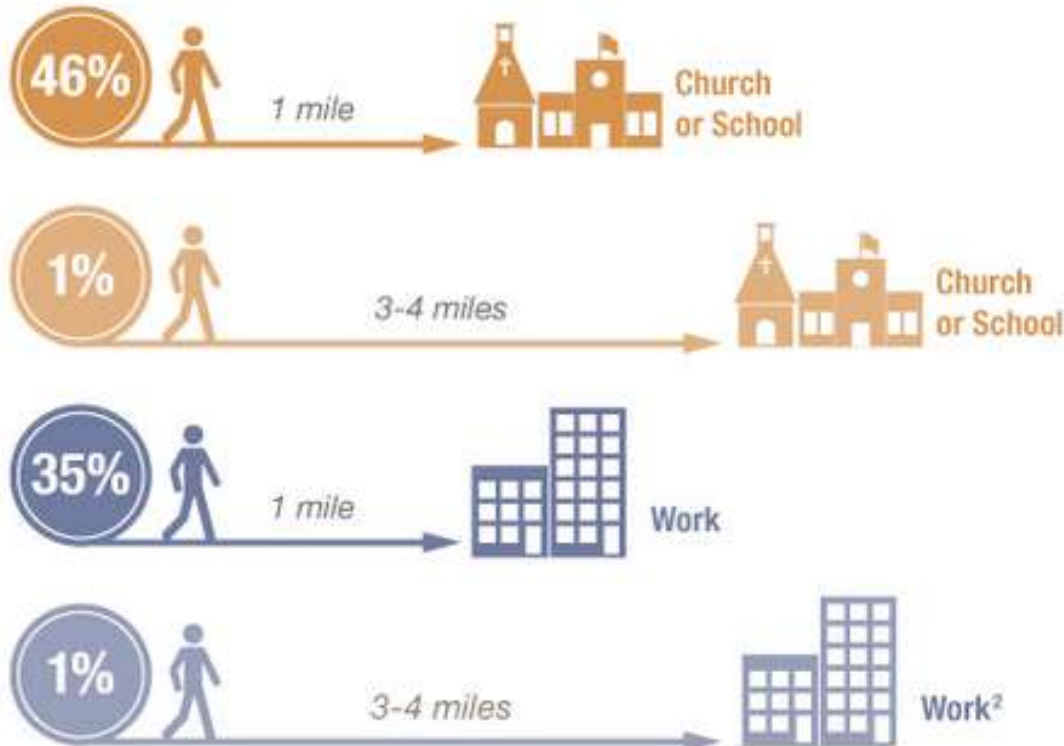 46%
1 mile
Church
or School
1%
3-4 miles
Church
or School
35%
1 mile
Work
1%
3-4 miles
Work²